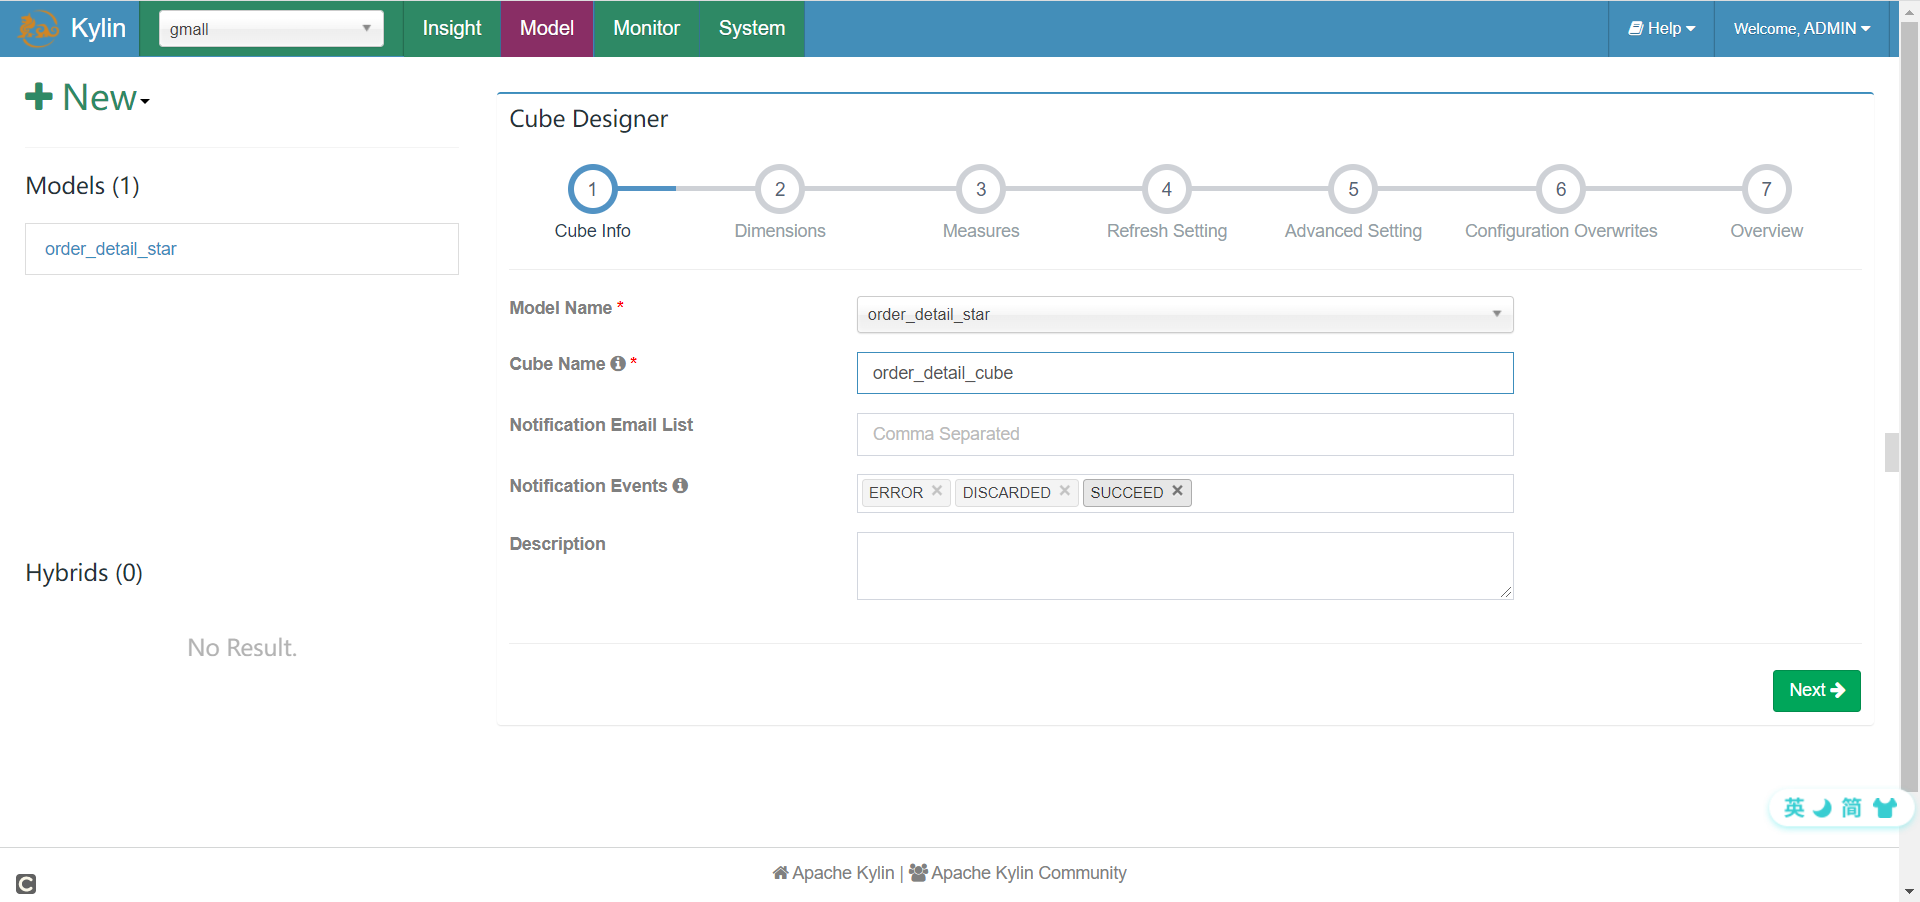 Kylin
gmall
Insight
Model
Monitor
System
Help
Welcome, ADMIN
New
Models (1)
order_detail_star
Hybrids (0)
No Result.
Cube Designer
1 2 3 4 5 6 7
Cube Info Dimensions Measures Refresh Setting Advanced Setting Configuration Overwrites Overview
Model Name *
order_detail_star
Cube Name *
order_detail_cube
Notification Email List
Comma Separated
Notification Events
ERROR × DISCARDED × SUCCEED ×
Description
Next
英 简
Apache Kylin | Apache Kylin Community
C